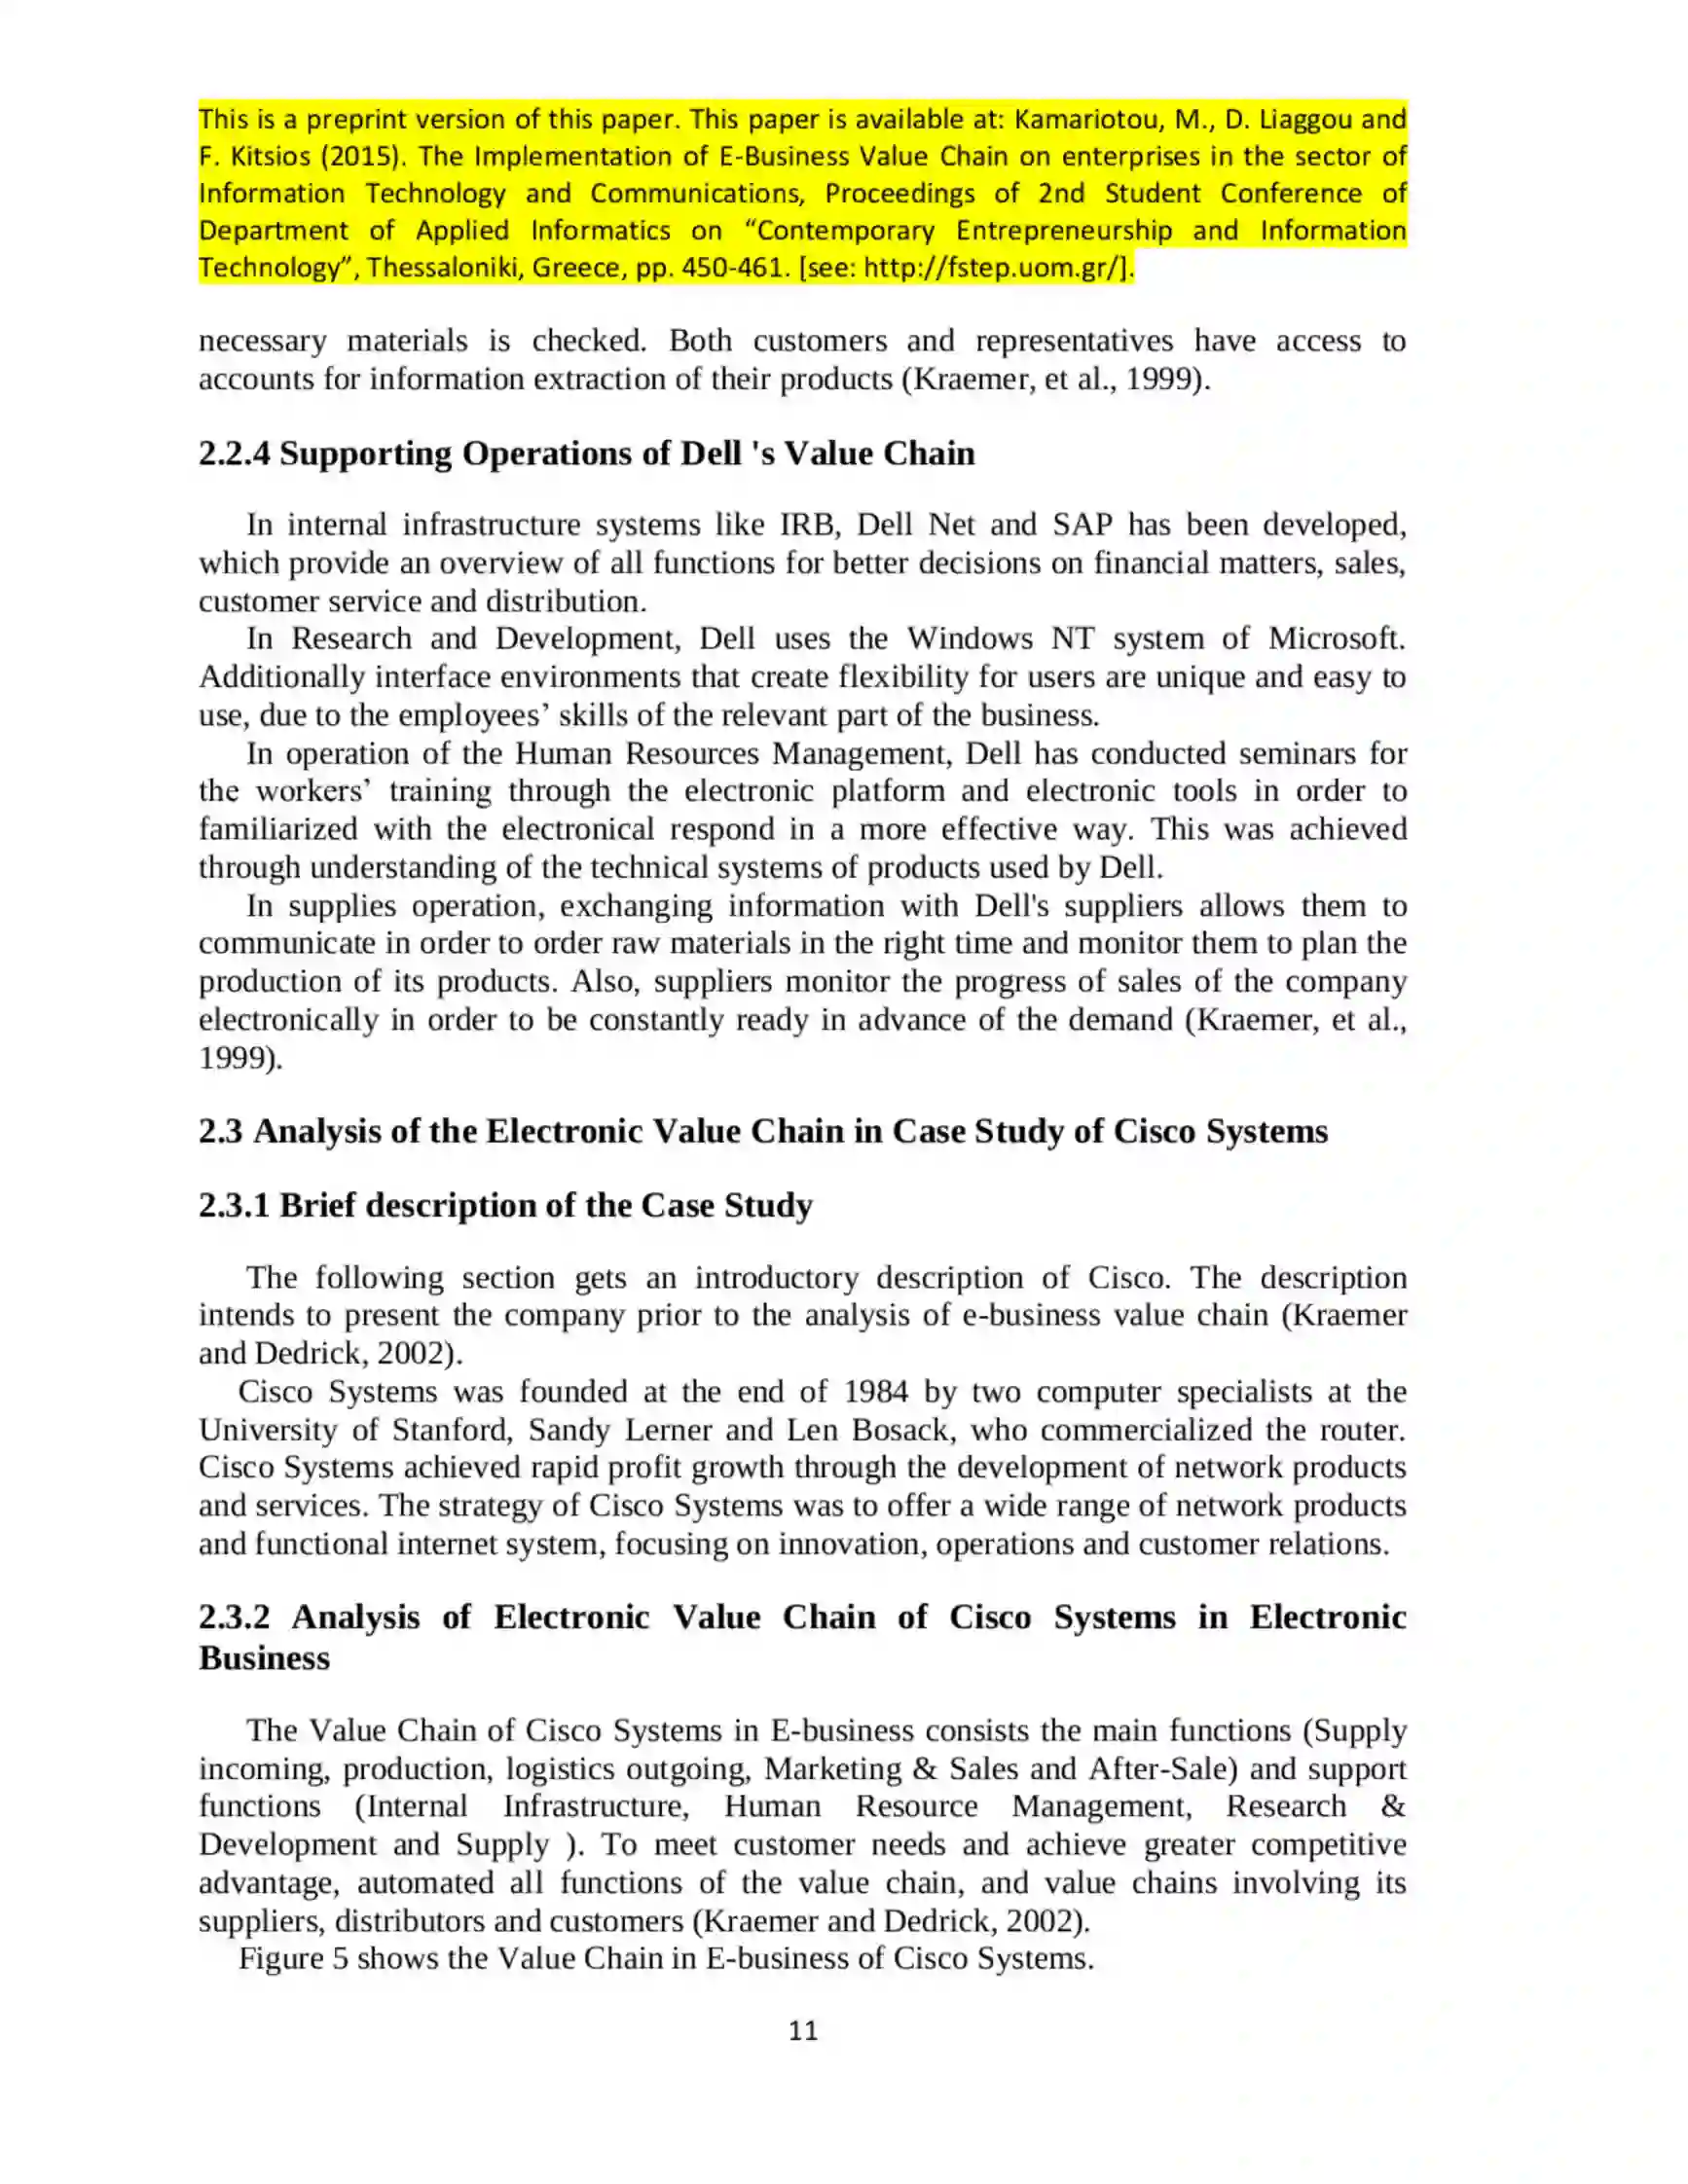 This is a preprint version of this paper. This paper is available at: Kamariotou, M., D. Liaggou and
F. Kitsios (2015). The Implementation of E-Business Value Chain on enterprises in the sector of
Information Technology and Communications, Proceedings of 2nd Student Conference of
Department of Applied Informatics on “Contemporary Entrepreneurship and Information
Technology”, Thessaloniki, Greece, pp. 450-461. [see: http://fstep.uom.gr/].
necessary materials is checked. Both customers and representatives have access to
accounts for information extraction of their products (Kraemer, et al., 1999).
2.2.4 Supporting Operations of Dell 's Value Chain
In internal infrastructure systems like IRB, Dell Net and SAP has been developed,
which provide an overview of all functions for better decisions on financial matters, sales,
customer service and distribution.
In Research and Development, Dell uses the Windows NT system of Microsoft.
Additionally interface environments that create flexibility for users are unique and easy to
use, due to the employees’ skills of the relevant part of the business.
In operation of the Human Resources Management, Dell has conducted seminars for
the workers’ training through the electronic platform and electronic tools in order to
familiarized with the electronical respond in a more effective way. This was achieved
through understanding of the technical systems of products used by Dell.
In supplies operation, exchanging information with Dell's suppliers allows them to
communicate in order to order raw materials in the right time and monitor them to plan the
production of its products. Also, suppliers monitor the progress of sales of the company
electronically in order to be constantly ready in advance of the demand (Kraemer, et al.,
1999).
2.3 Analysis of the Electronic Value Chain in Case Study of Cisco Systems
2.3.1 Brief description of the Case Study
The following section gets an introductory description of Cisco. The description
intends to present the company prior to the analysis of e-business value chain (Kraemer
and Dedrick, 2002).
Cisco Systems was founded at the end of 1984 by two computer specialists at the
University of Stanford, Sandy Lerner and Len Bosack, who commercialized the router.
Cisco Systems achieved rapid profit growth through the development of network products
and services. The strategy of Cisco Systems was to offer a wide range of network products
and functional internet system, focusing on innovation, operations and customer relations.
2.3.2 Analysis of Electronic Value Chain of Cisco Systems in Electronic
Business
The Value Chain of Cisco Systems in E-business consists the main functions (Supply
incoming, production, logistics outgoing, Marketing & Sales and After-Sale) and support
functions (Internal Infrastructure, Human Resource Management, Research &
Development and Supply ). To meet customer needs and achieve greater competitive
advantage, automated all functions of the value chain, and value chains involving its
suppliers, distributors and customers (Kraemer and Dedrick, 2002).
Figure 5 shows the Value Chain in E-business of Cisco Systems.
11